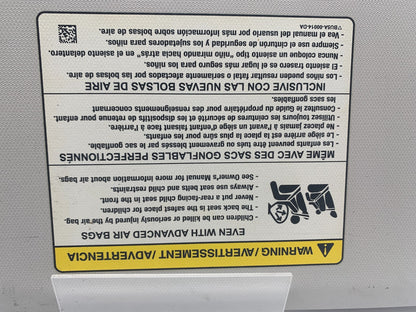 WARNING / AVERTISSEMENT / ADVERTENCIA
EVEN WITH ADVANCED AIR BAGS
- Children can be killed or seriously injured by the air bag.
- The back seat is the safest place for children.
- Never put a rear-facing child seat in the front.
- Always use seat belts and child restraints.
- See Owner's Manual for more information about air bags.
MÊME AVEC DES SACS GONFLABLES PERFECTIONNÉS
- Les enfants peuvent être tués ou gravement blessés par les sacs gonflables.
- Le siège arrière est la place la plus sûre pour les enfants.
- Ne placez jamais à l'avant un siège d'enfant faisant face à l'arrière.
- Utilisez toujours les ceintures de sécurité et les dispositifs de retenue pour enfant.
- Consultez le Guide du propriétaire pour des renseignements concernant
les sacs gonflables.
INCLUSIVE CON LAS NUEVAS BOLSAS DE AIRE
- Los niños pueden resultar fatal o seriamente afectados por las bolsas de aire.
- El asiento trasero es el lugar más seguro para los niños.
- Nunca coloque un asiento tipo "niño mirando hacia atrás" en el asiento delantero.
- Siempre use el cinturón de seguridad y los sujetadores para niños.
- Vea el manual del usuario por más información sobre bolsas de aire.